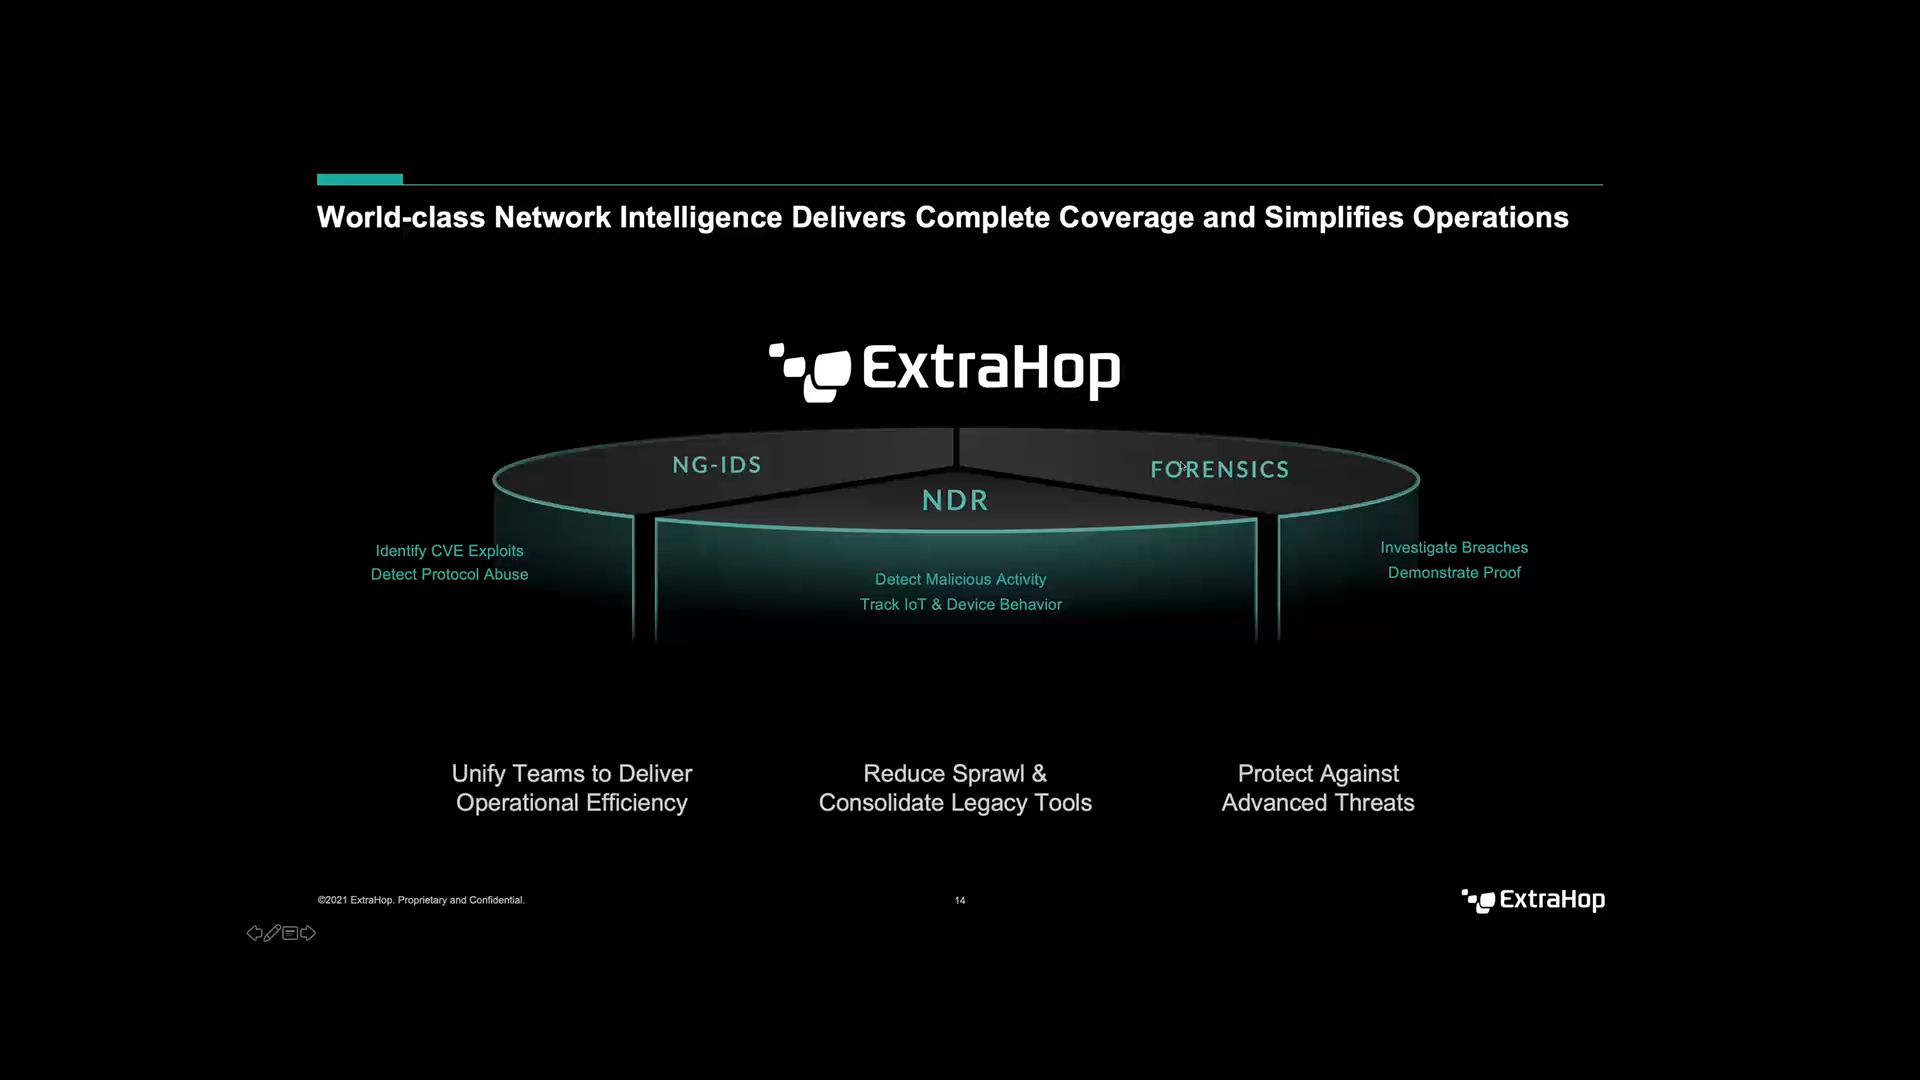 World-class Network Intelligence Delivers Complete Coverage and Simplifies Operations
ExtraHop
NG-IDS
FORENSICS
NDR
Identify CVE Exploits
Detect Protocol Abuse
Detect Malicious Activity
Track IoT & Device Behavior
Investigate Breaches
Demonstrate Proof
Unify Teams to Deliver
Operational Efficiency
Reduce Sprawl &
Consolidate Legacy Tools
Protect Against
Advanced Threats
©2021 ExtraHop. Proprietary and Confidential.
14
ExtraHop